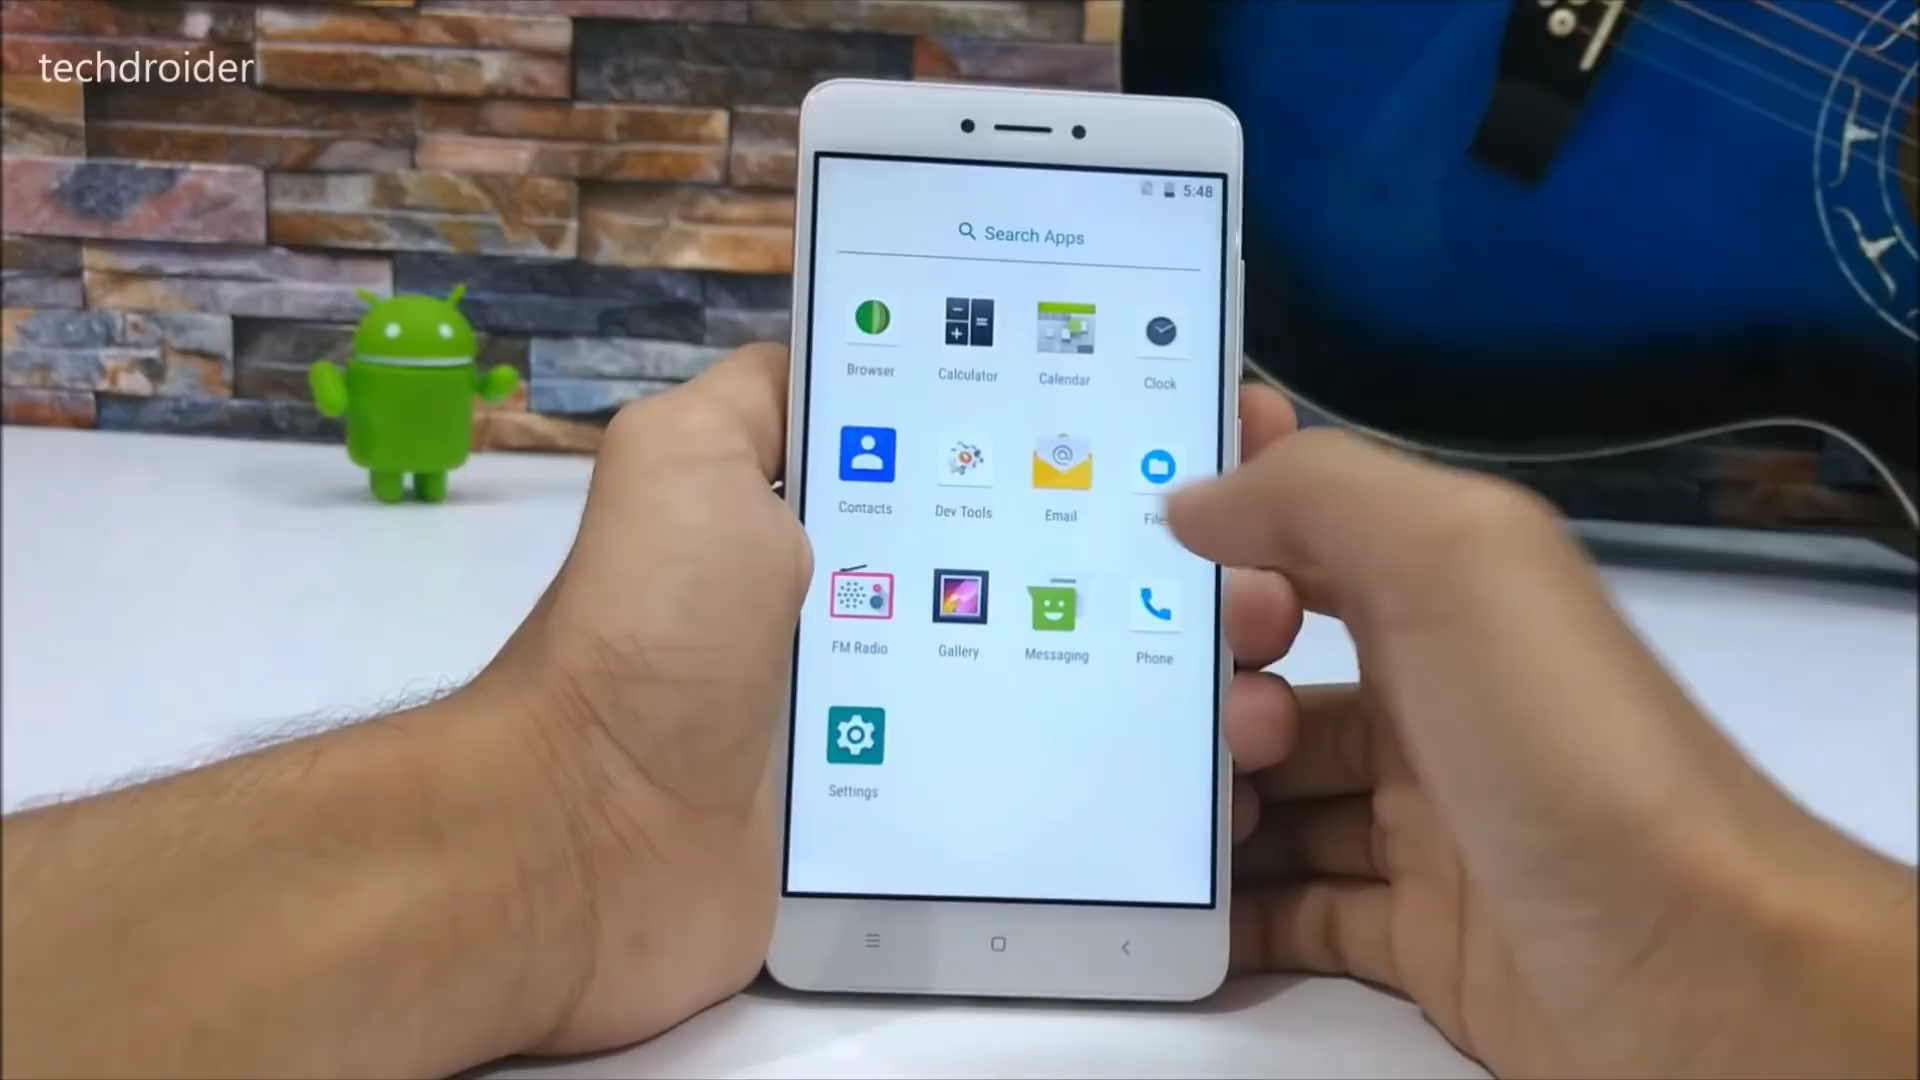 techdroider
5:48
Search Apps
Browser
Calculator
Calendar
Clock
Contacts
Dev Tools
Email
FM Radio
Gallery
Messaging
Phone
Settings